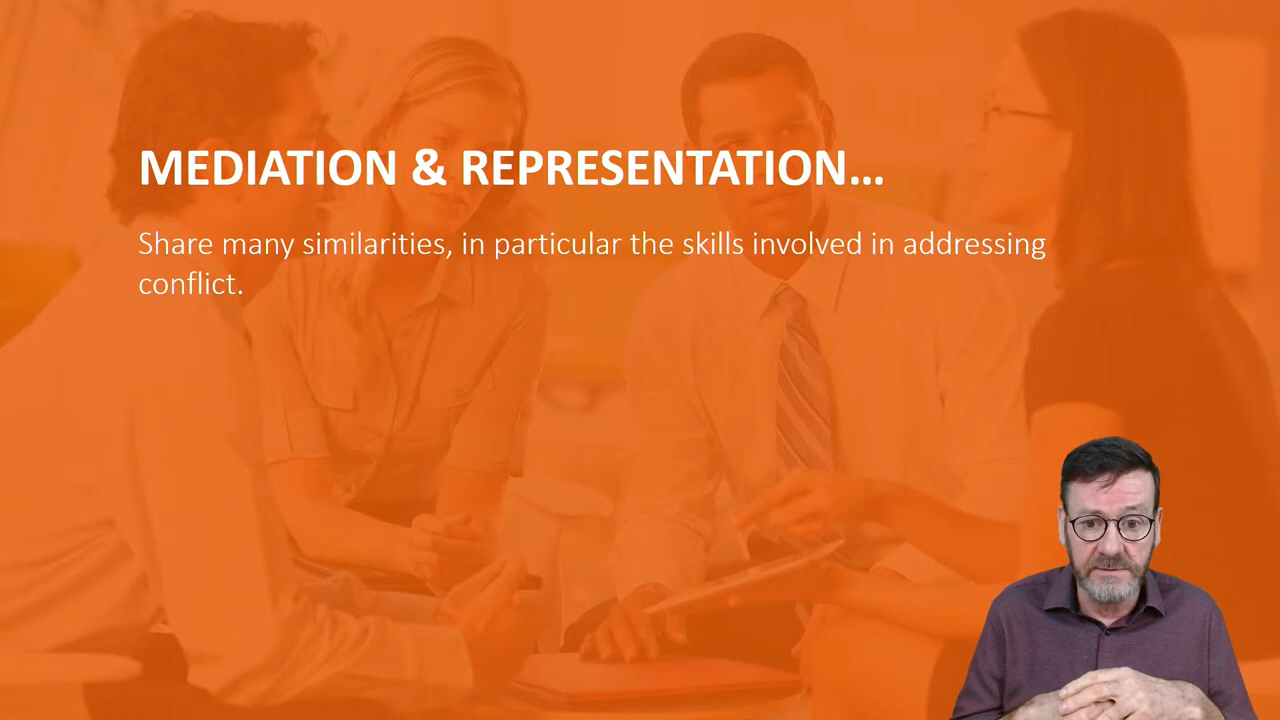 MEDIATION & REPRESENTATION...
Share many similarities, in particular the skills involved in addressing
conflict.